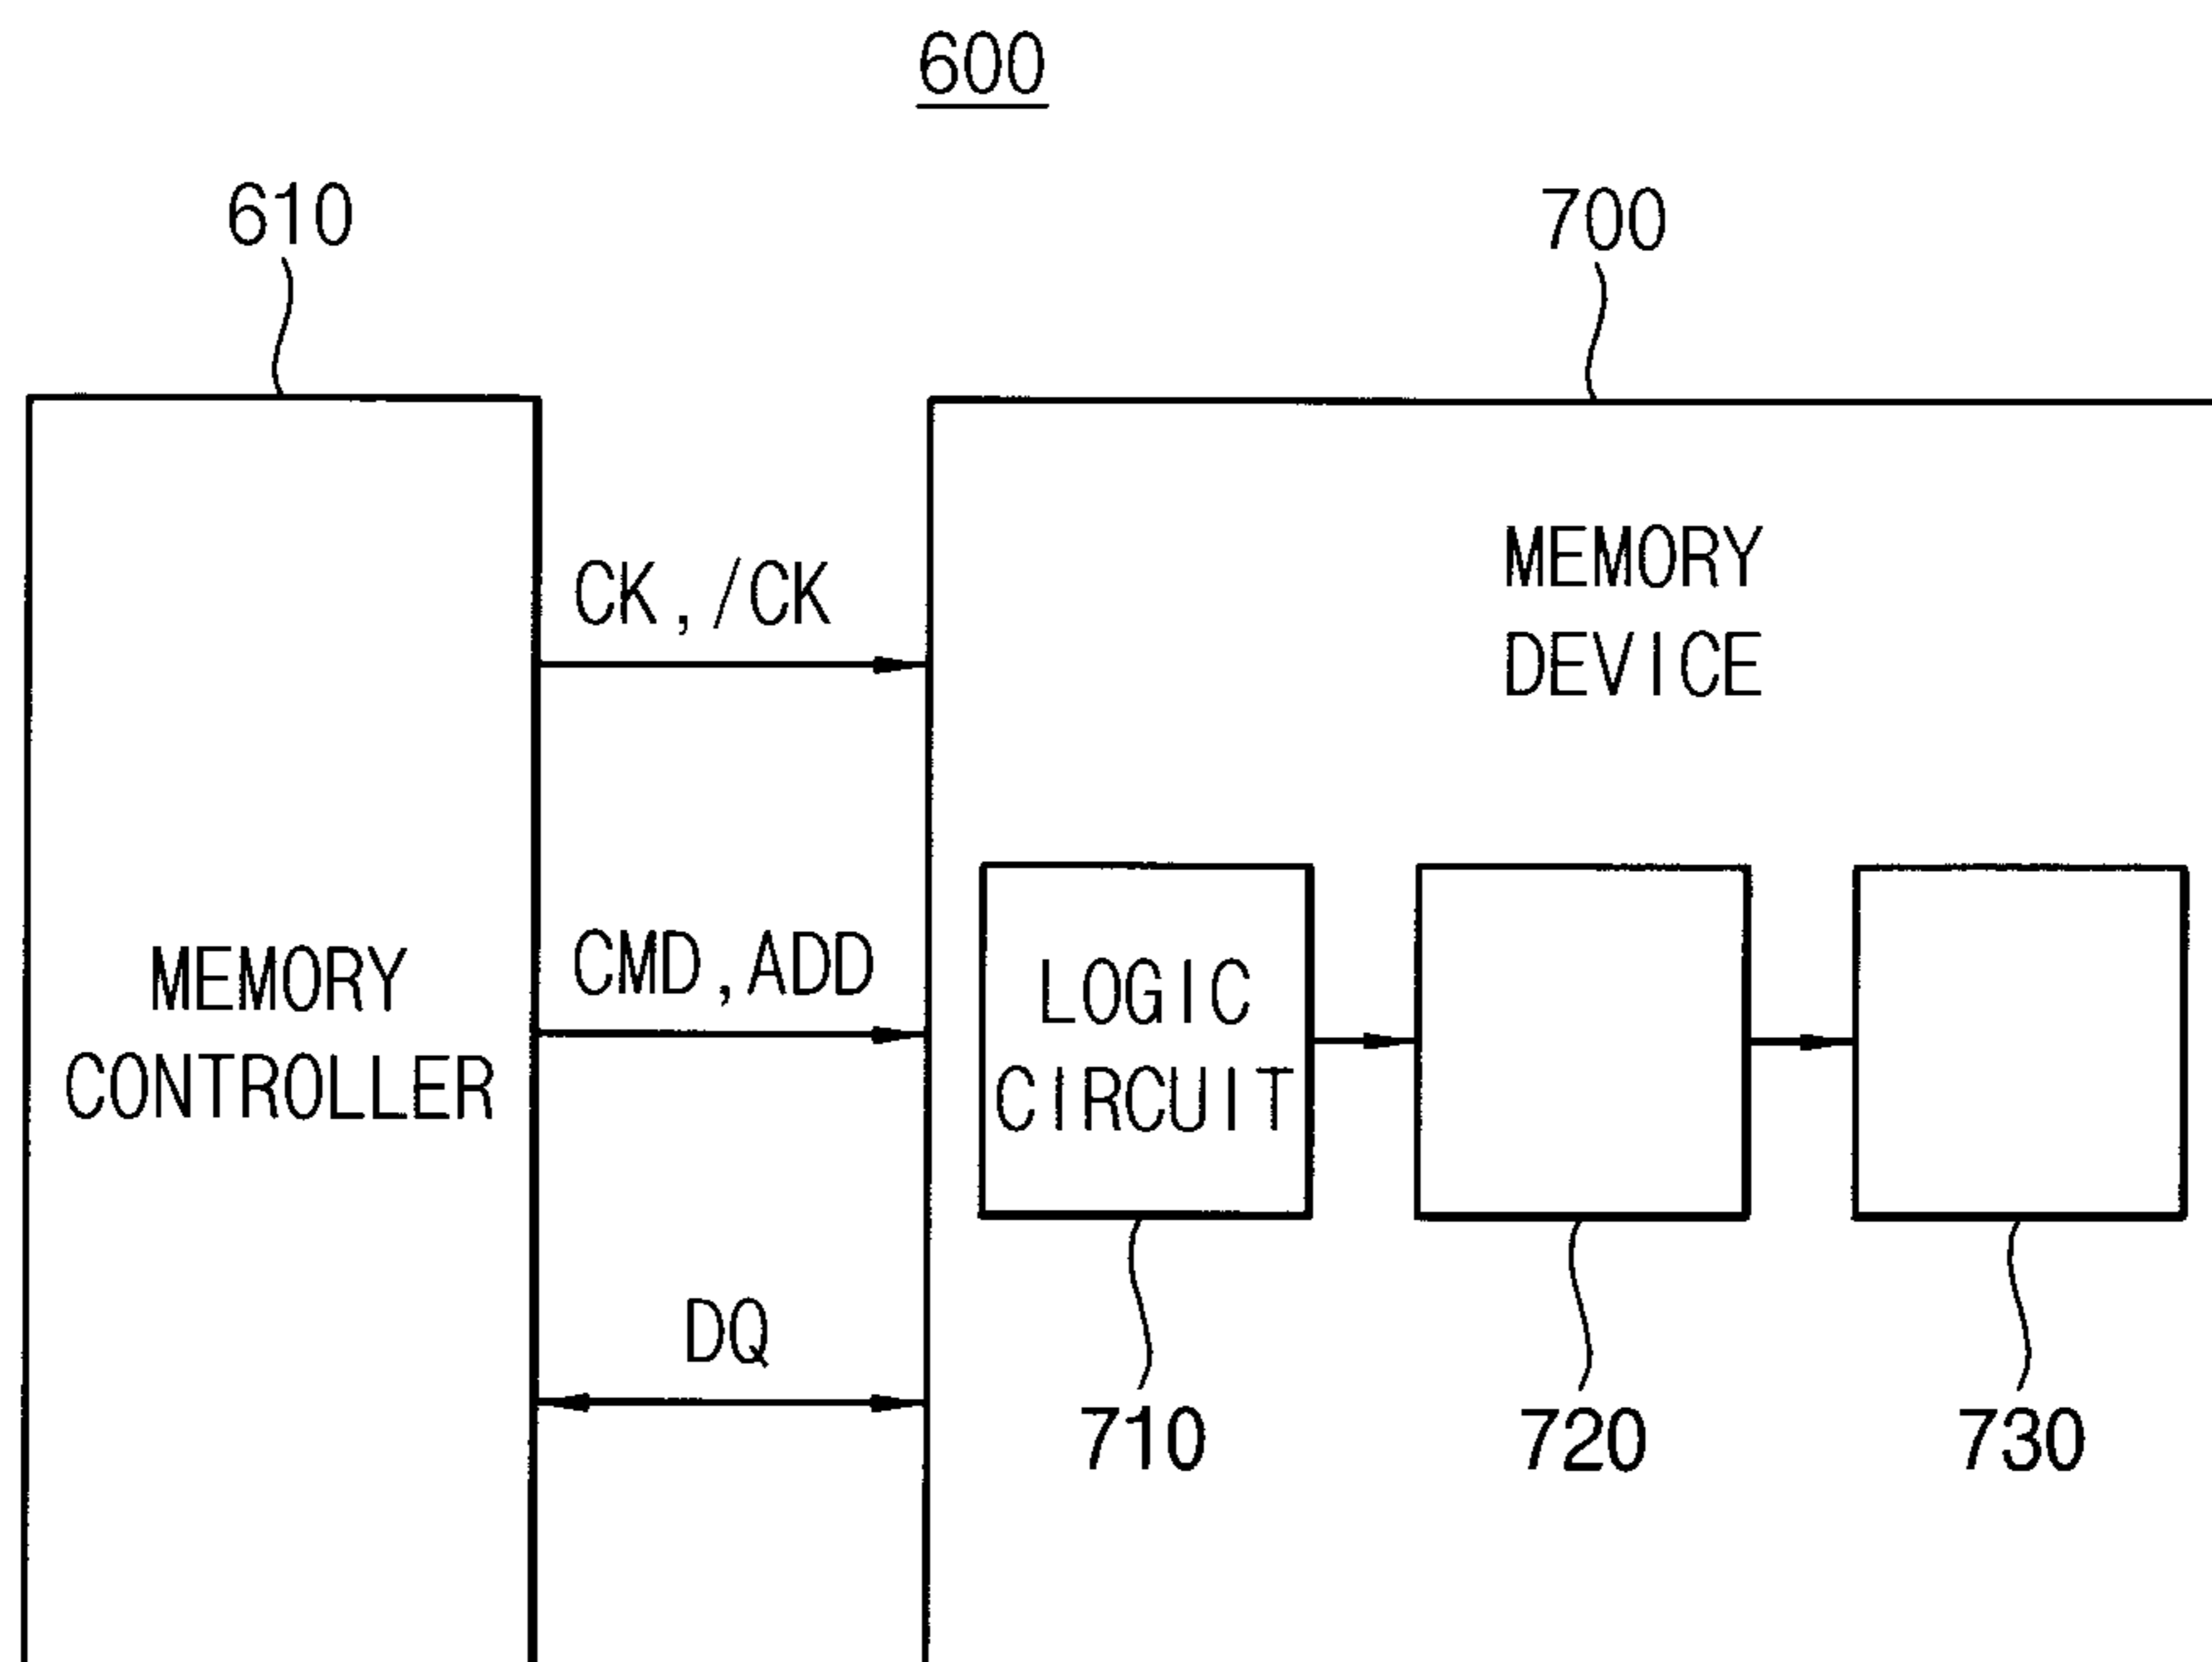 600
610
700
CK,/CK
MEMORY
DEVICE
CMD,ADD
MEMORY
CONTROLLER
LOGIC
CIRCUIT
DQ
710
720
730